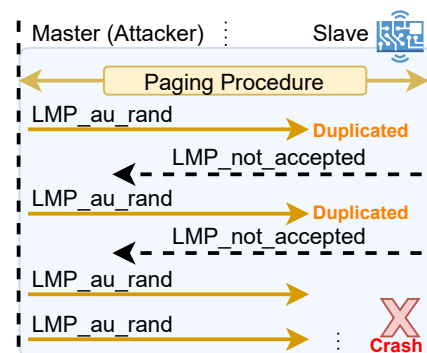 Master (Attacker) Slave
Paging Procedure
LMP_au_rand
Duplicated
LMP_not_accepted
LMP_au_rand
Duplicated
LMP_not_accepted
LMP_au_rand
LMP_au_rand
Crash